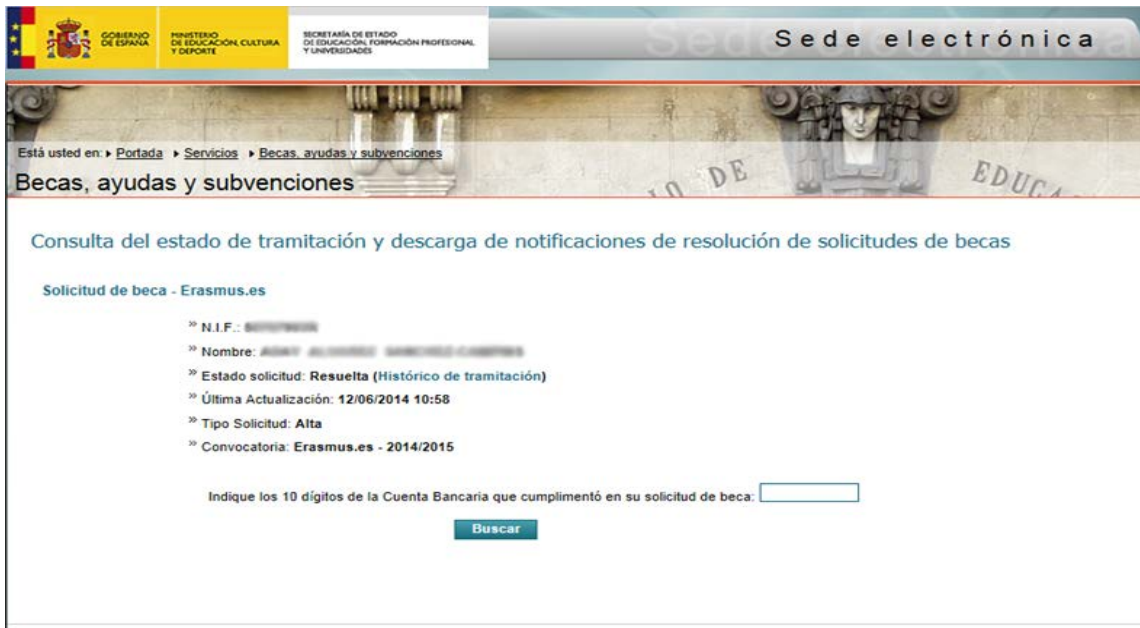 GOBIERNO
DE ESPAÑA
MINISTERIO
DE EDUCACIÓN, CULTURA
Y DEPORTE
SECRETARÍA DE ESTADO
DE EDUCACIÓN, FORMACIÓN PROFESIONAL
Y UNIVERSIDADES
Sede electrónica
Está usted en: Portada Servicios Becas, ayudas y subvenciones
Becas, ayudas y subvenciones
DE EDUCA
Consulta del estado de tramitación y descarga de notificaciones de resolución de solicitudes de becas
Solicitud de beca - Erasmus.es
» N.I.F.:
» Nombre:
» Estado solicitud: Resuelta (Histórico de tramitación)
» Última Actualización: 12/06/2014 10:58
» Tipo Solicitud: Alta
» Convocatoria: Erasmus.es - 2014/2015
Indique los 10 dígitos de la Cuenta Bancaria que cumplimentó en su solicitud de beca:
Buscar